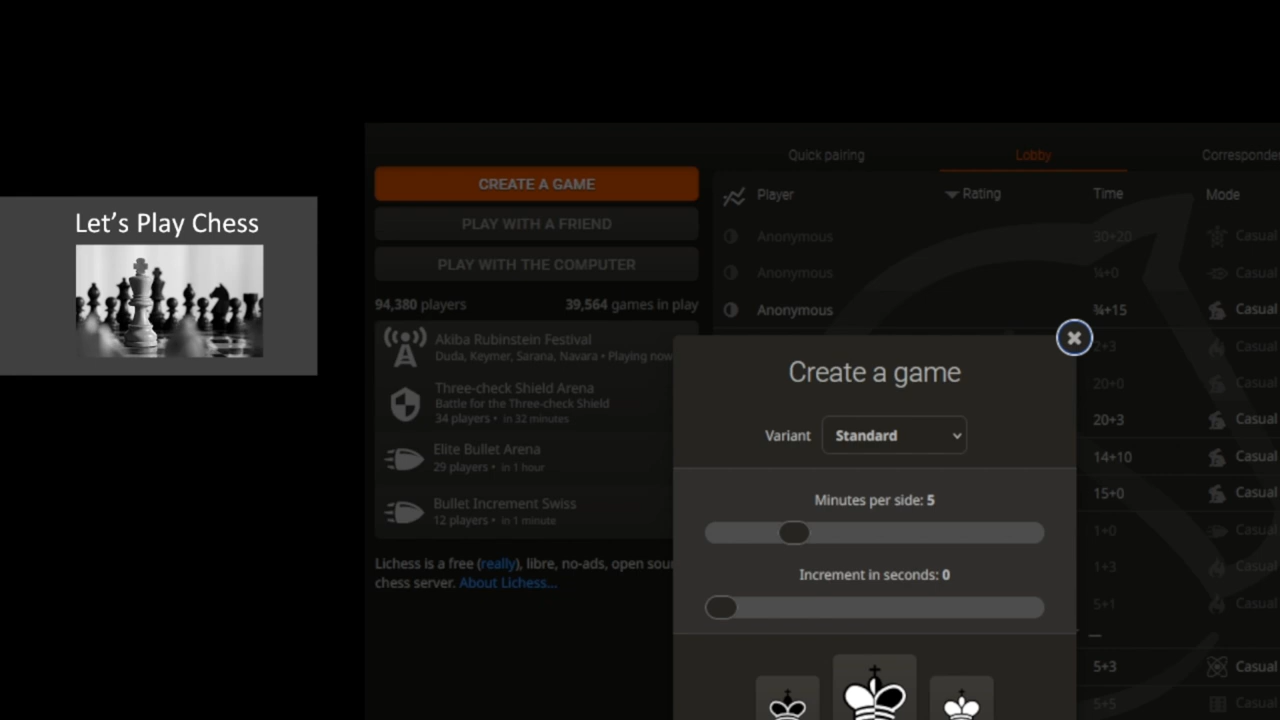 Let's Play Chess
CREATE A GAME
PLAY WITH A FRIEND
PLAY WITH THE COMPUTER
94,380 players 39,564 games in play
Akiba Rubinstein Festival
Duda, Keymer, Sarana, Navara • Playing now
Three-check Shield Arena
Battle for the Three-check Shield
34 players • in 32 minutes
Elite Bullet Arena
29 players • in 1 hour
Bullet Increment Swiss
12 players • in 1 minute
Lichess is a free (really), libre, no-ads, open sour
chess server. About Lichess...
Quick pairing Lobby Corresponde
Player Rating Time Mode
Anonymous 30+20 Casual
Anonymous ¼+0 Casual
Anonymous ¾+15 Casual
2+3 Casual
20+0 Casual
20+3 Casual
14+10 Casual
15+0 Casual
1+0 Casual
1+3 Casual
5+1 Casual
—
5+3 Casual
5+5 Casual
Create a game
Variant Standard
Minutes per side: 5
Increment in seconds: 0